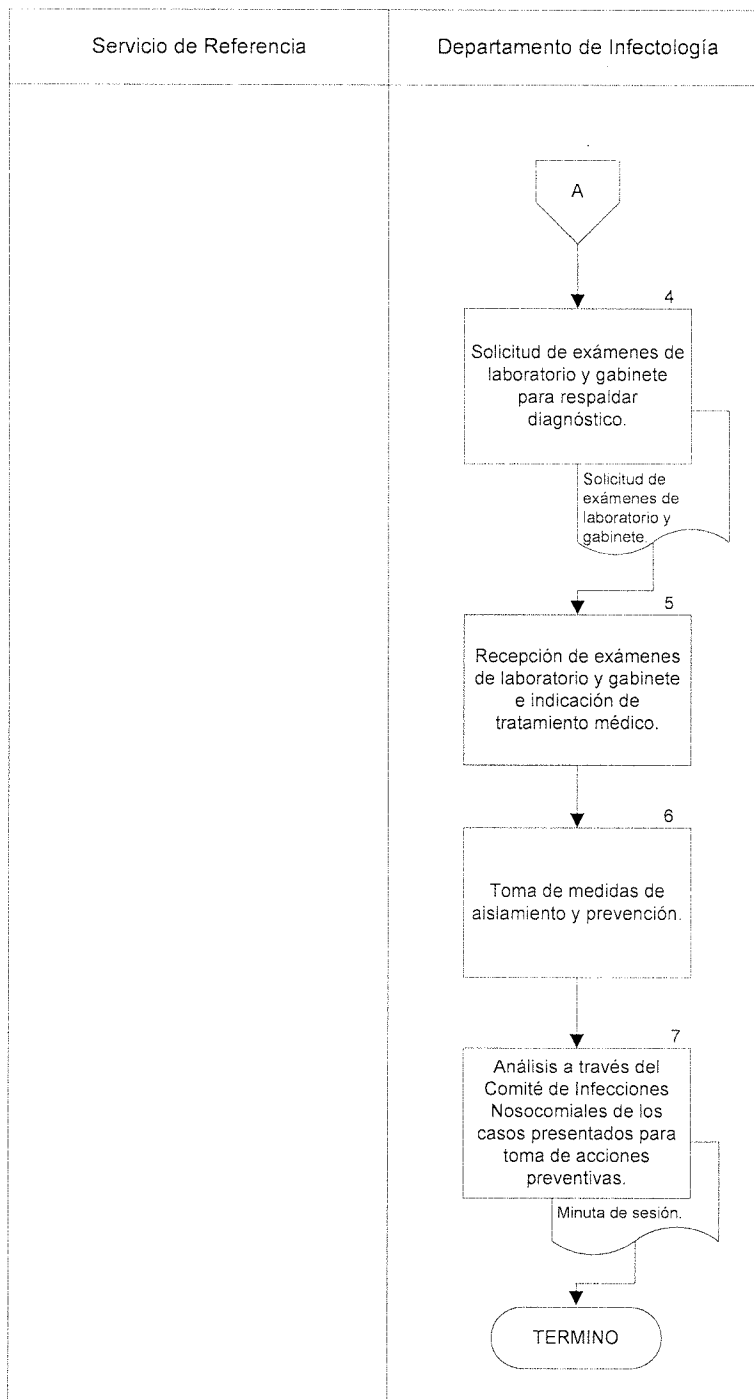 Servicio de Referencia
Departamento de Infectología
A
4
Solicitud de exámenes de
laboratorio y gabinete
para respaldar
diagnóstico.
Solicitud de
exámenes de
laboratorio y
gabinete.
5
Recepción de exámenes
de laboratorio y gabinete
e indicación de
tratamiento médico.
6
Toma de medidas de
aislamiento y prevención.
7
Análisis a través del
Comité de Infecciones
Nosocomiales de los
casos presentados para
toma de acciones
preventivas.
Minuta de sesión.
TERMINO